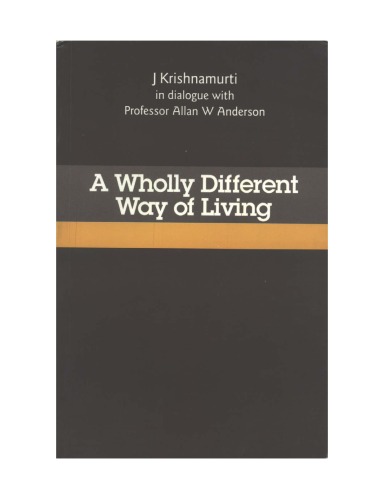 J Krishnamurti
in dialogue with
Professor Allan W Anderson
A Wholly Different
Way of Living